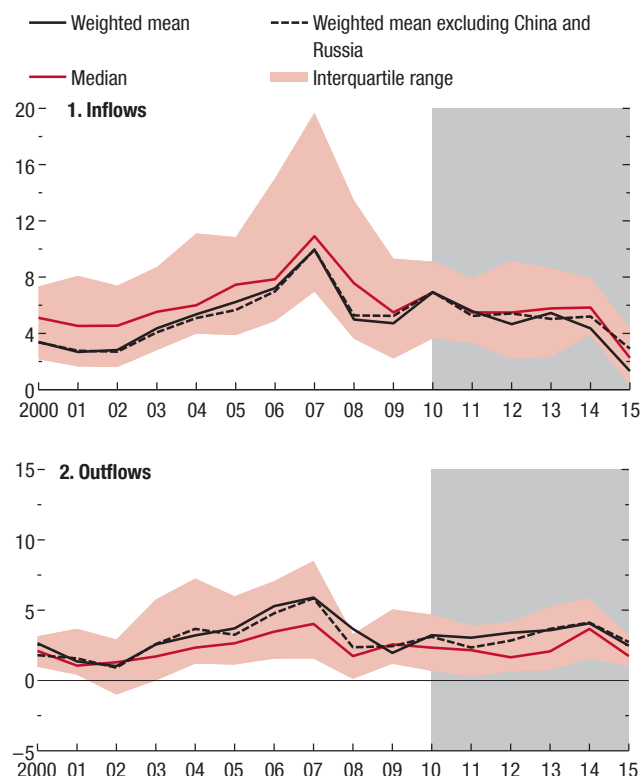 Weighted mean
Weighted mean excluding China and
Russia
Median
Interquartile range
1. Inflows
20
16
12
8
4
0
2000 01 02 03 04 05 06 07 08 09 10 11 12 13 14 15
2. Outflows
15
10
5
0
–5
2000 01 02 03 04 05 06 07 08 09 10 11 12 13 14 15